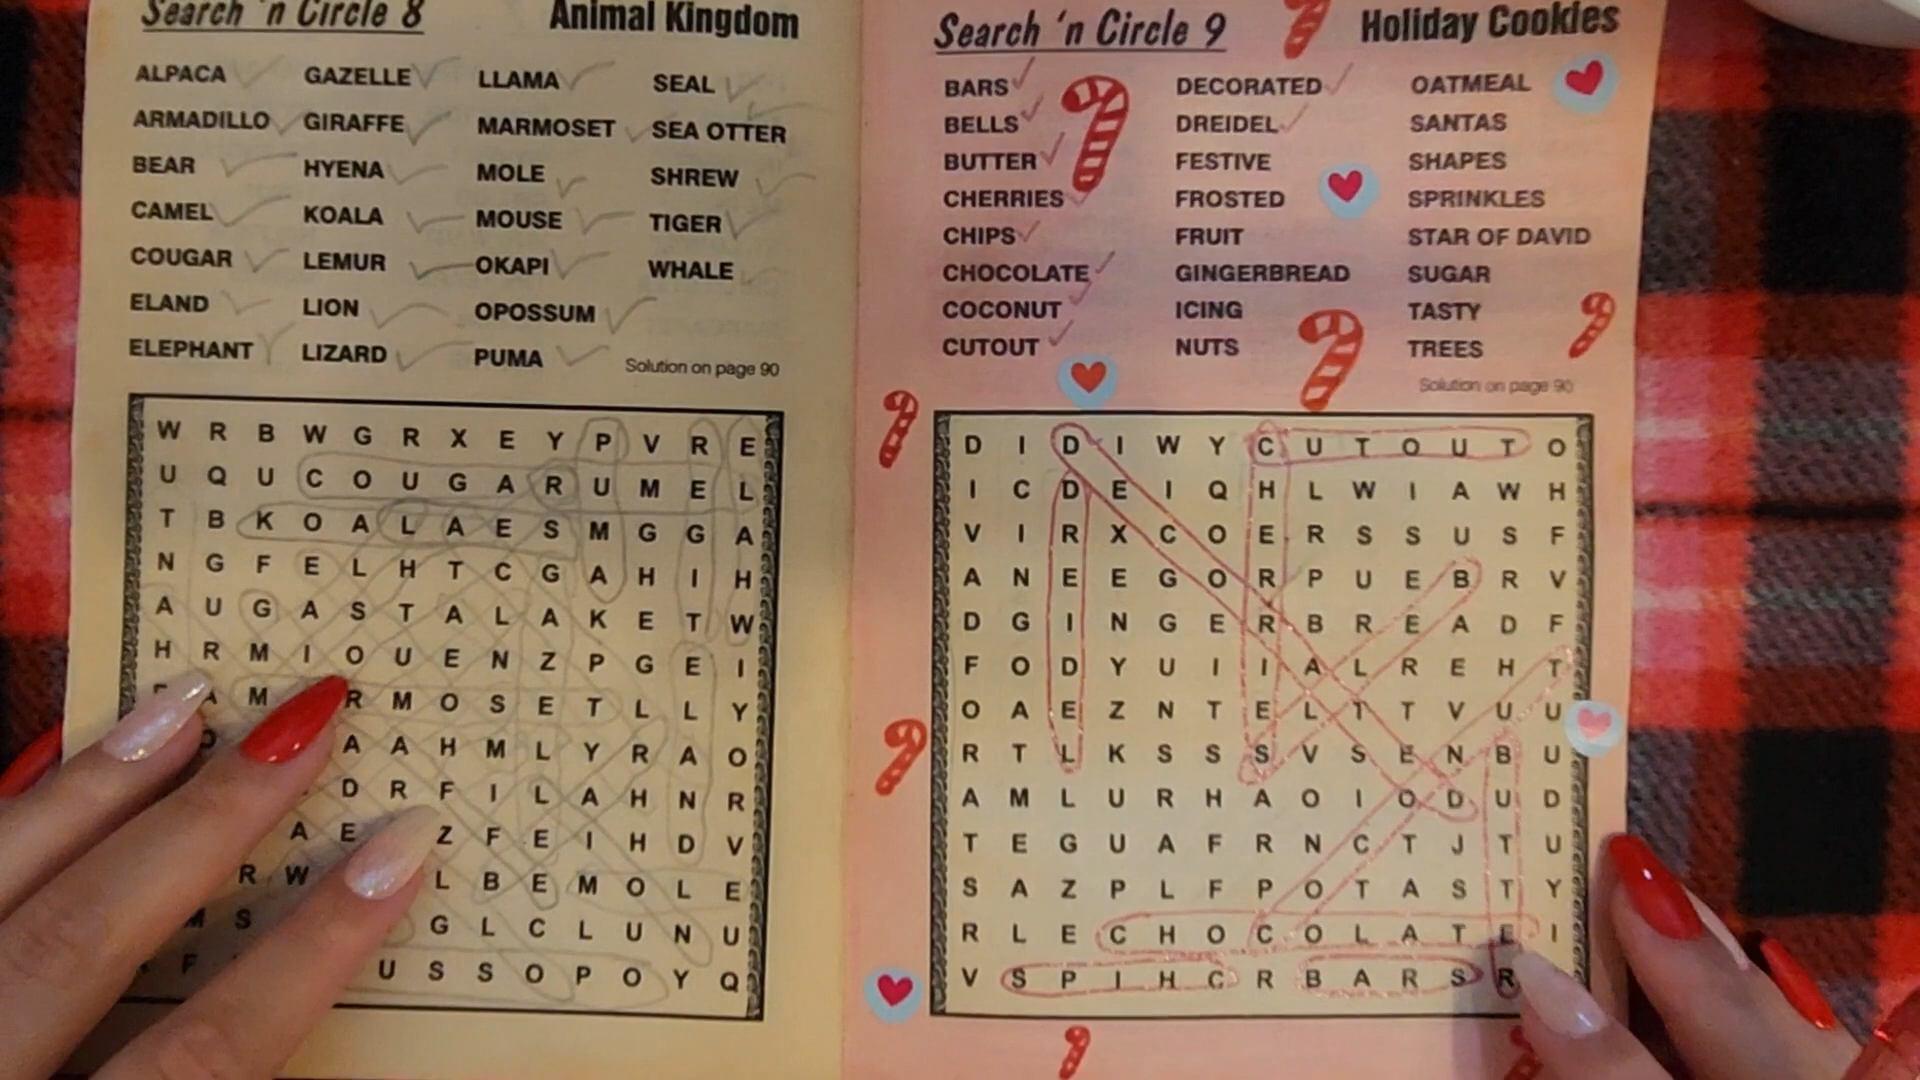 Search 'n Circle 8 Animal Kingdom
ALPACA GAZELLE LLAMA SEAL
ARMADILLO GIRAFFE MARMOSET SEA OTTER
BEAR HYENA MOLE SHREW
CAMEL KOALA MOUSE TIGER
COUGAR LEMUR OKAPI WHALE
ELAND LION OPOSSUM
ELEPHANT LIZARD PUMA Solution on page 90
W R B W G R X E Y P V R E
U Q U C O U G A R U M E L
T B K O A L A E S M G G A
N G F E L H T C G A H I H
A U G A S T A L A K E T W
H R M I O U E N Z P G E I
A M R M O S E T L L Y
A A H M L Y R A O
D R F I L A H N R
A E Z F E I H D V
R W L B E M O L E
M S G L C L U N U
F U S S O P O Y Q
Search 'n Circle 9 Holiday Cookies
BARS DECORATED OATMEAL
BELLS DREIDEL SANTAS
BUTTER FESTIVE SHAPES
CHERRIES FROSTED SPRINKLES
CHIPS FRUIT STAR OF DAVID
CHOCOLATE GINGERBREAD SUGAR
COCONUT ICING TASTY
CUTOUT NUTS TREES
Solution on page 90
D I D I W Y C U T O U T O
I C D E I Q H L W I A W H
V I R X C O E R S S U S F
A N E E G O R P U E B R V
D G I N G E R B R E A D F
F O D Y U I I A L R E H T
O A E Z N T E L T T V U U
R T L K S S S V S E N B U
A M L U R H A O I O D U D
T E G U A F R N C T J T U
S A Z P L F P O T A S T Y
R L E C H O C O L A T E I
V S P I H C R B A R S R